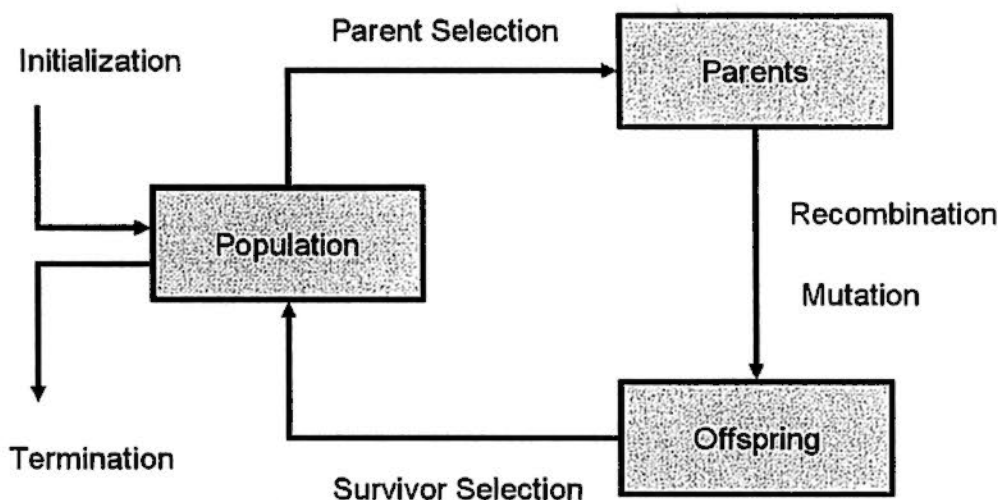 Parent Selection
Initialization
Parents
Population
Recombination
Mutation
Offspring
Termination
Survivor Selection